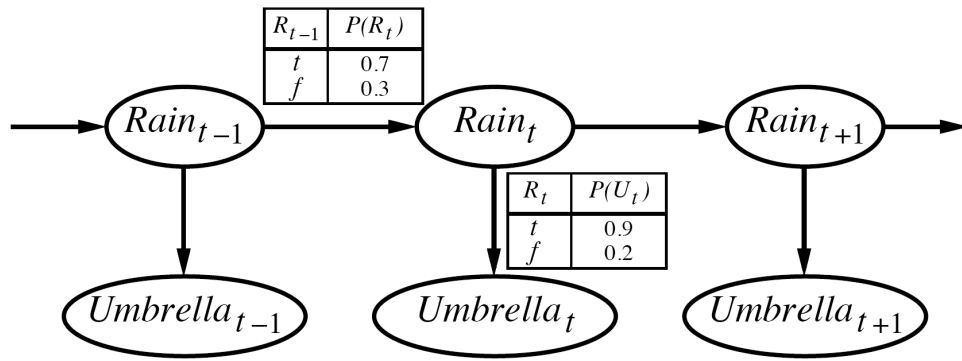 R_{t-1} P(R_t)
t 0.7
f 0.3
Rain_{t-1} Rain_t Rain_{t+1}
R_t P(U_t)
t 0.9
f 0.2
Umbrella_{t-1} Umbrella_t Umbrella_{t+1}